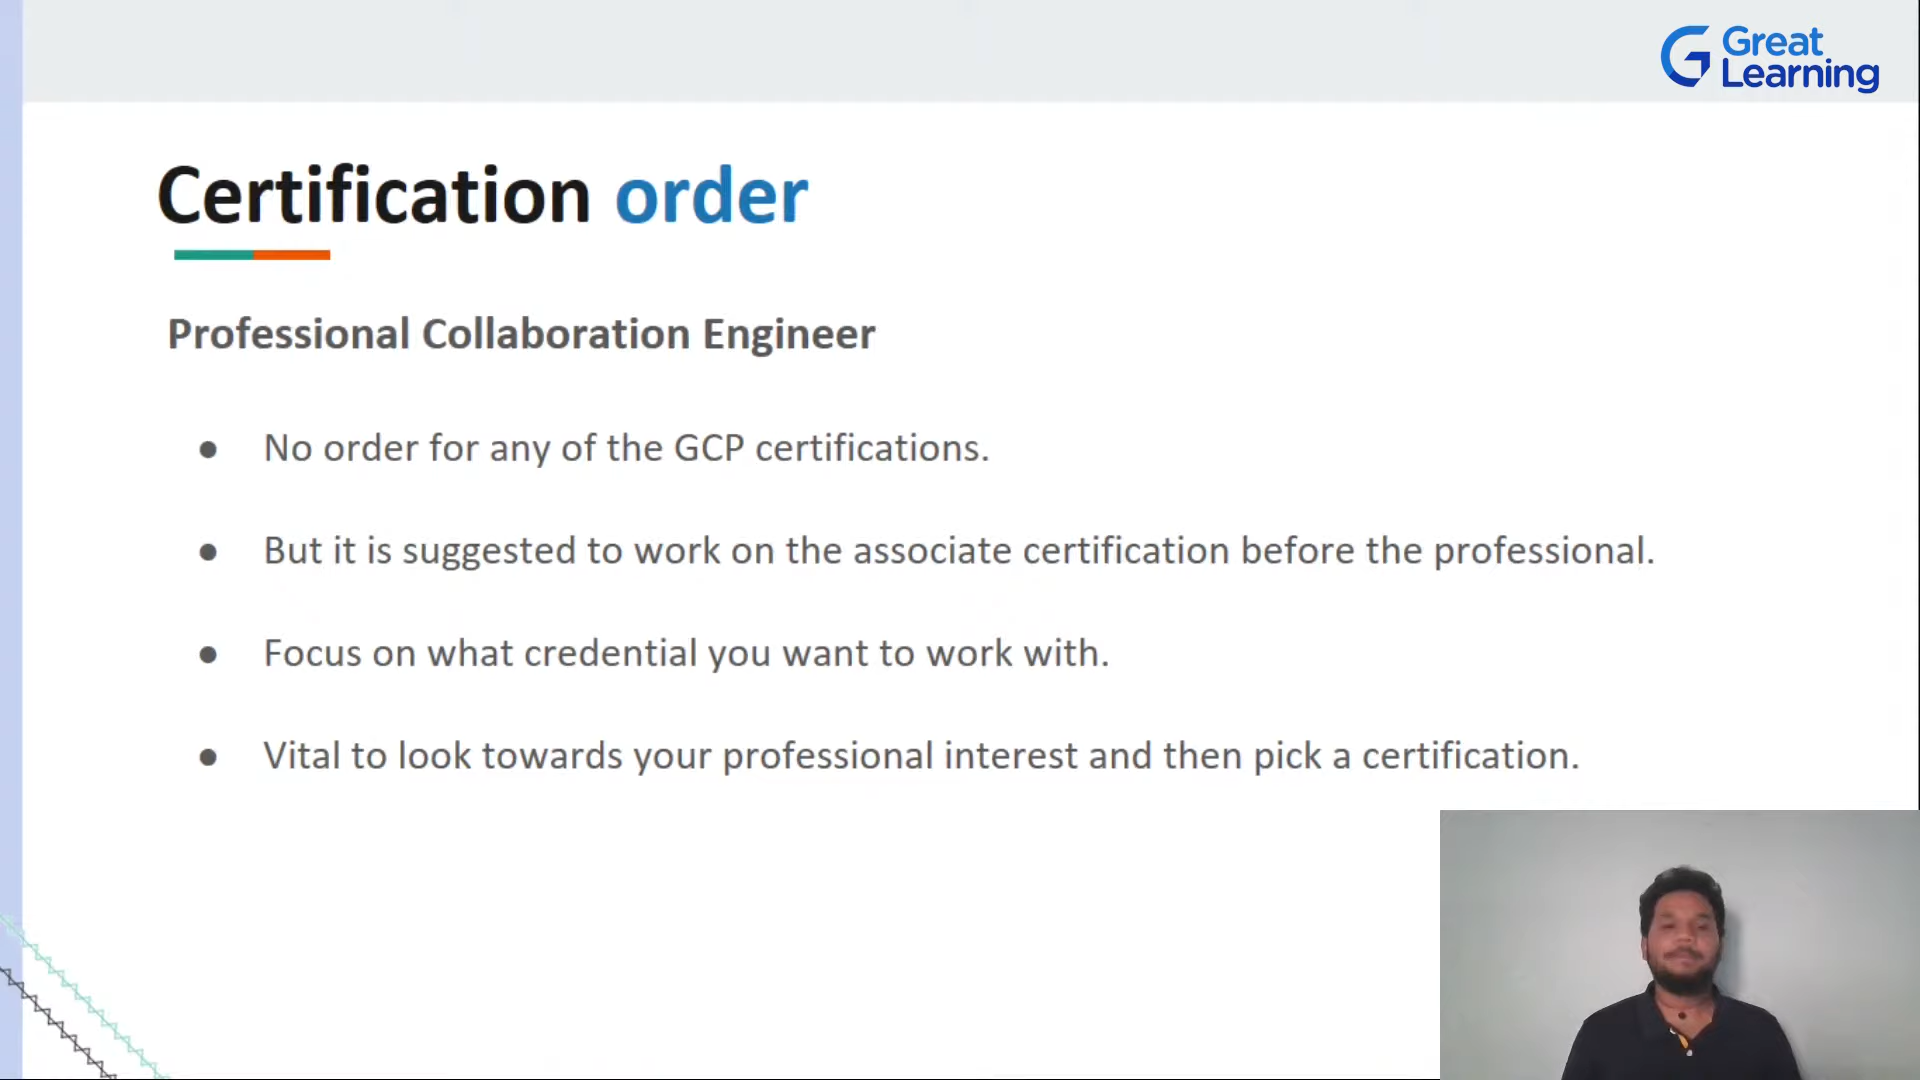 Great
Learning
Certification order
Professional Collaboration Engineer
● No order for any of the GCP certifications.
● But it is suggested to work on the associate certification before the professional.
● Focus on what credential you want to work with.
● Vital to look towards your professional interest and then pick a certification.